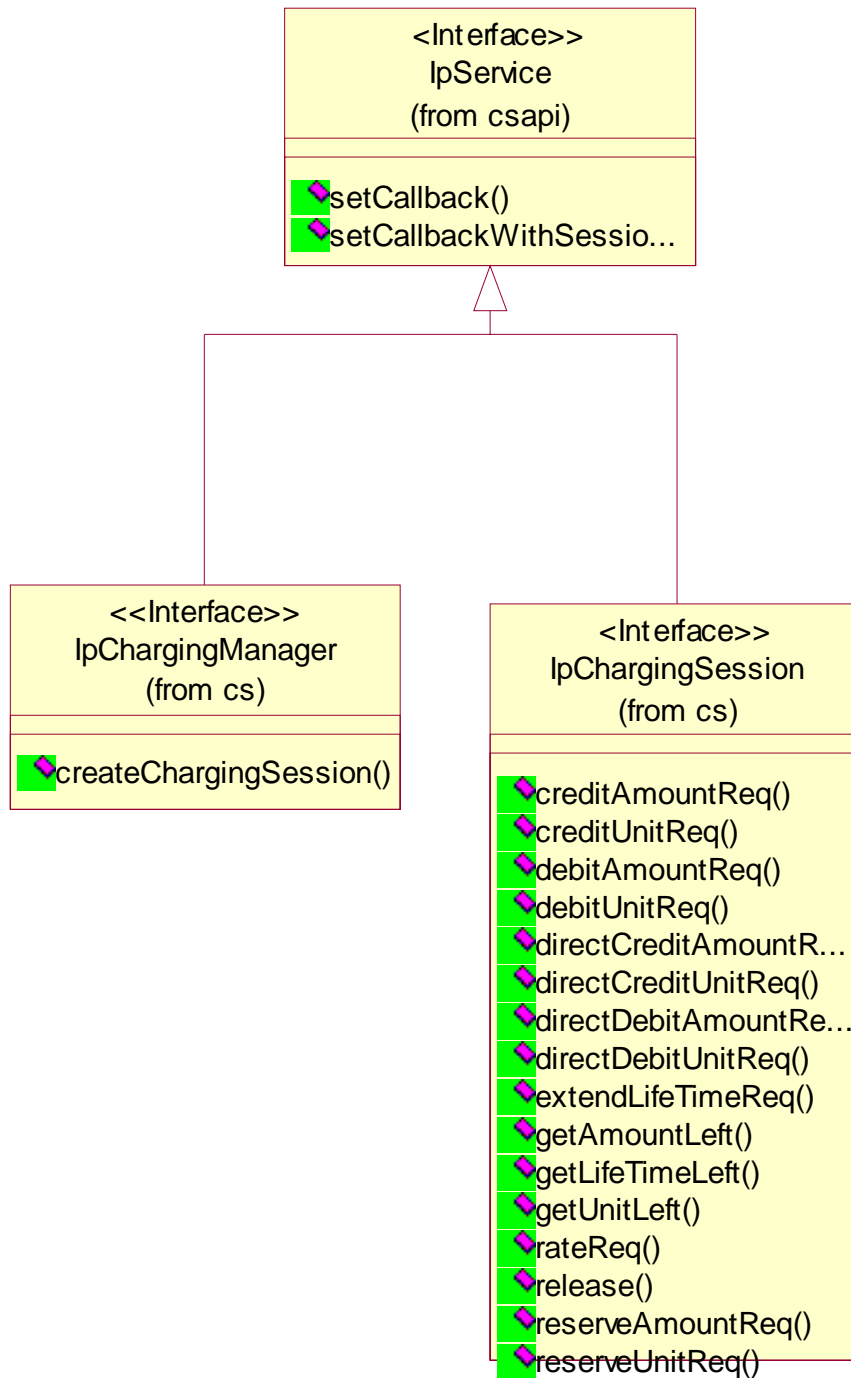 <Interface>>
IpService
(from csapi)
setCallback()
setCallbackWithSessio...
<<Interface>>
IpChargingManager
(from cs)
createChargingSession()
<Interface>>
IpChargingSession
(from cs)
creditAmountReq()
creditUnitReq()
debitAmountReq()
debitUnitReq()
directCreditAmountR...
directCreditUnitReq()
directDebitAmountRe...
directDebitUnitReq()
extendLifeTimeReq()
getAmountLeft()
getLifeTimeLeft()
getUnitLeft()
rateReq()
release()
reserveAmountReq()
reserveUnitReq()